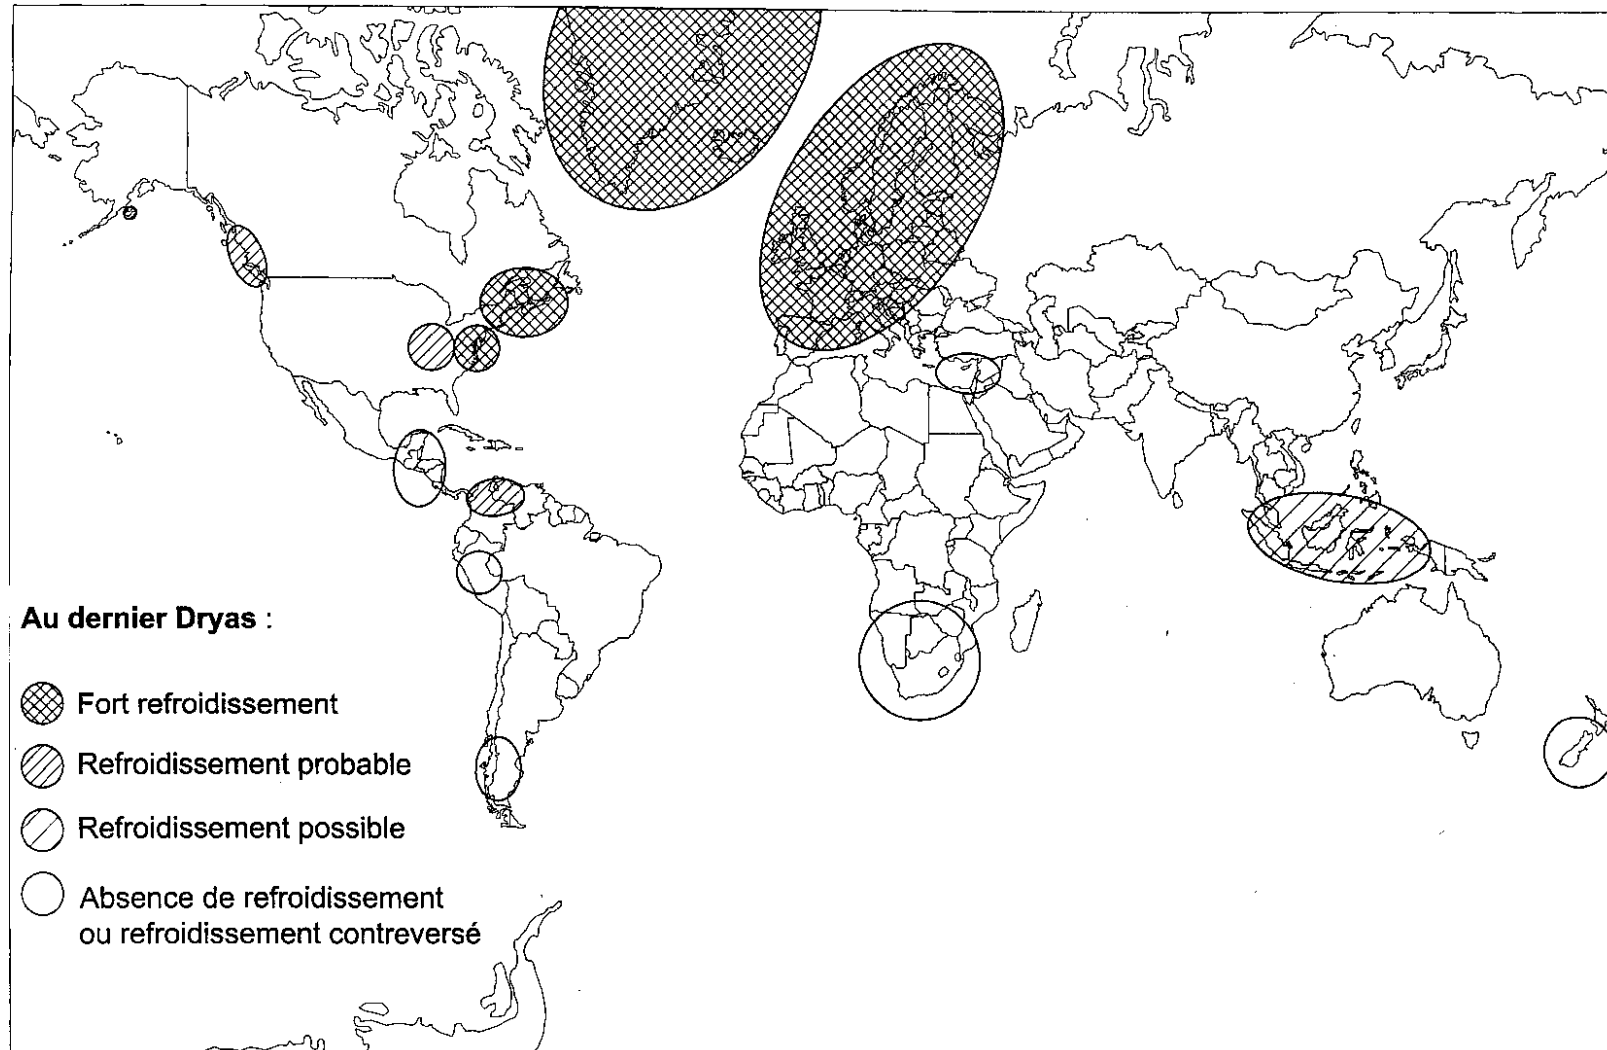 Au dernier Dryas :
Fort refroidissement
Refroidissement probable
Refroidissement possible
Absence de refroidissement
ou refroidissement contreversé